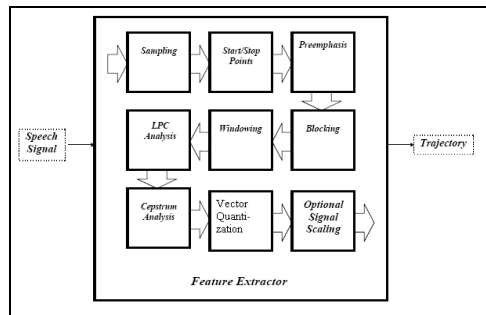 Sampling
Start/Stop
Points
Preemphasis
Speech
Signal
LPC
Analysis
Windowing
Blocking
Trajectory
Cepstrum
Analysis
Vector
Quanti-
zation
Optional
Signal
Scaling
Feature Extractor